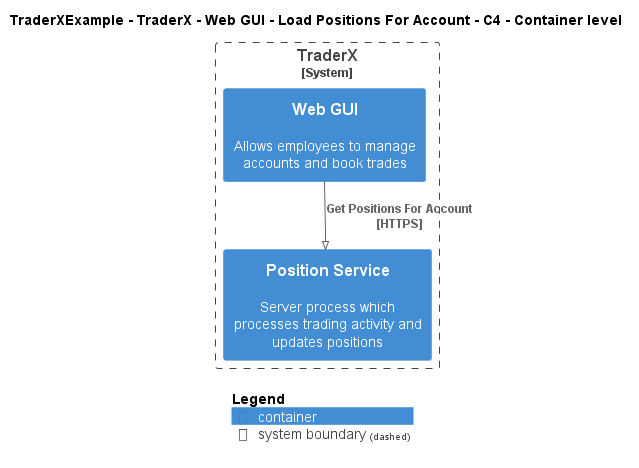 TraderXExample - TraderX - Web GUI - Load Positions For Account - C4 - Container level
TraderX
[System]
Web GUI
Allows employees to manage
accounts and book trades
Get Positions For Account
[HTTPS]
Position Service
Server process which
processes trading activity and
updates positions
Legend
container
system boundary (dashed)